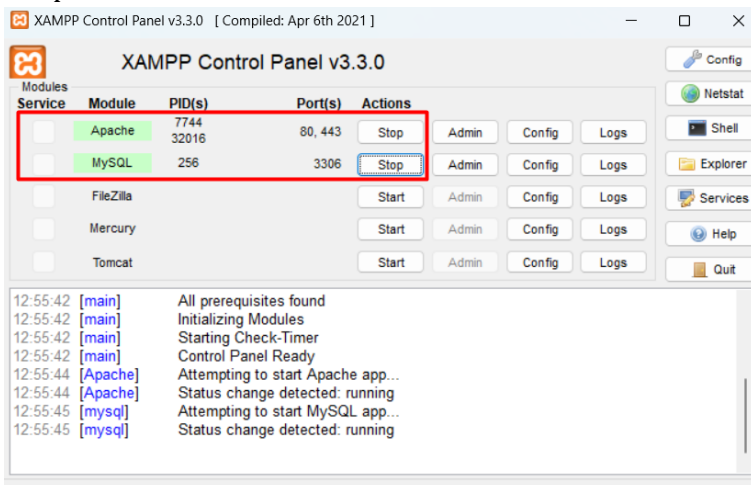 XAMPP Control Panel v3.3.0 [ Compiled: Apr 6th 2021 ]
XAMPP Control Panel v3.3.0
Config
Modules
Service Module PID(s) Port(s) Actions
Netstat
Apache 7744 32016 80, 443 Stop Admin Config Logs
Shell
MySQL 256 3306 Stop Admin Config Logs
Explorer
FileZilla Start Admin Config Logs
Services
Mercury Start Admin Config Logs
Help
Tomcat Start Admin Config Logs
Quit
12:55:42 [main] All prerequisites found
12:55:42 [main] Initializing Modules
12:55:42 [main] Starting Check-Timer
12:55:42 [main] Control Panel Ready
12:55:44 [Apache] Attempting to start Apache app...
12:55:44 [Apache] Status change detected: running
12:55:45 [mysql] Attempting to start MySQL app...
12:55:45 [mysql] Status change detected: running